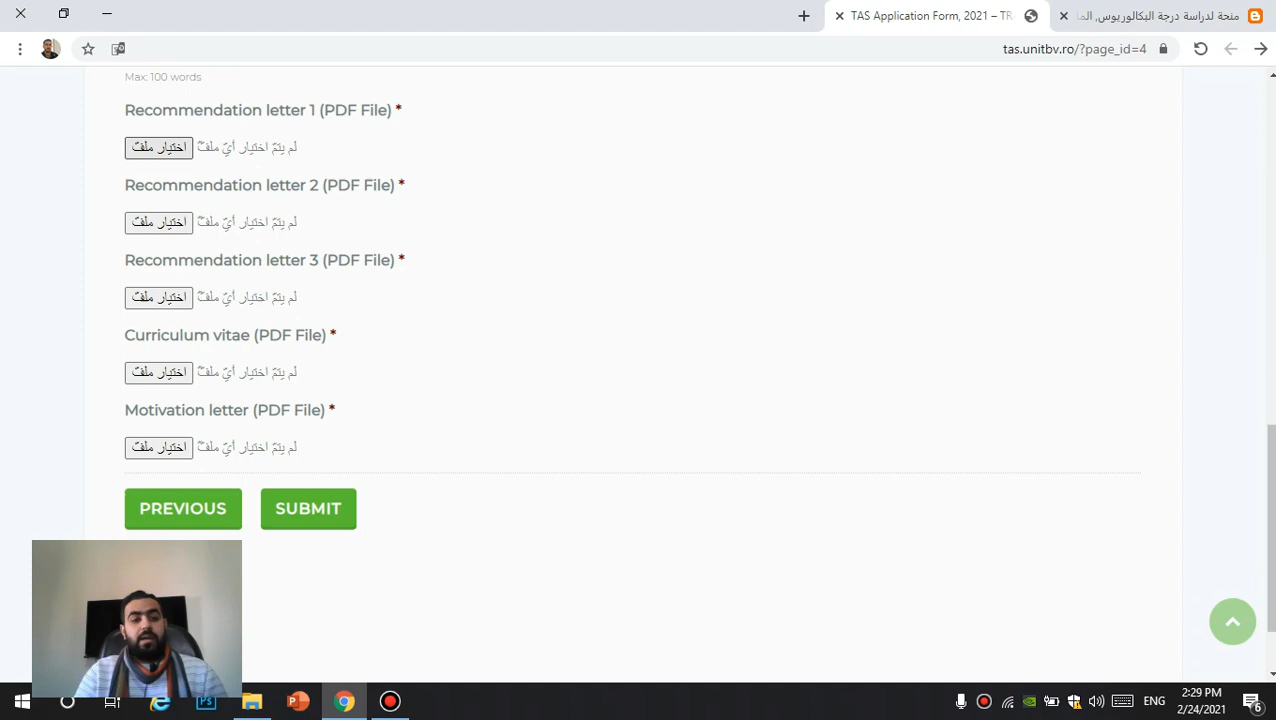 TAS Application Form, 2021 – TR
منحة لدراسة درجة البكالوريوس, الما
tas.unitbv.ro/?page_id=4
Max: 100 words
Recommendation letter 1 (PDF File) *
اختيار ملفّ لم يتمّ اختيار أيّ ملفّ
Recommendation letter 2 (PDF File) *
اختيار ملفّ لم يتمّ اختيار أيّ ملفّ
Recommendation letter 3 (PDF File) *
اختيار ملفّ لم يتمّ اختيار أيّ ملفّ
Curriculum vitae (PDF File) *
اختيار ملفّ لم يتمّ اختيار أيّ ملفّ
Motivation letter (PDF File) *
اختيار ملفّ لم يتمّ اختيار أيّ ملفّ
PREVIOUS
SUBMIT
Ps
P
ENG
2:29 PM
2/24/2021
6